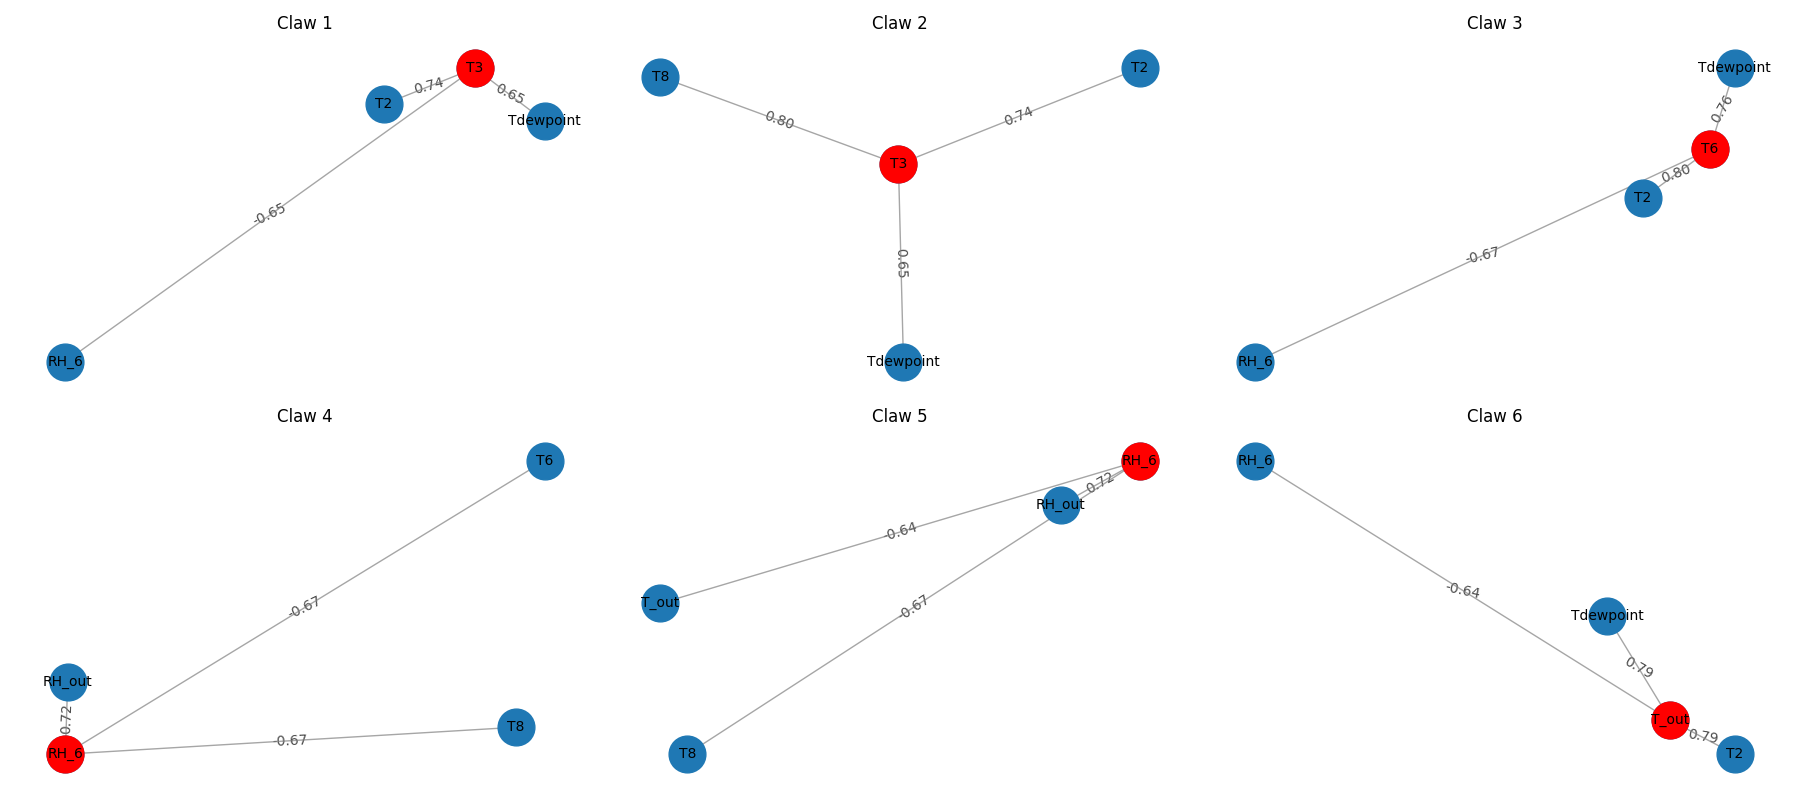 Claw 1
T3
0.74
T2
0.65
Tdewpoint
-0.65
RH_6
Claw 2
T8
T2
0.80
0.74
T3
0.65
Tdewpoint
Claw 3
Tdewpoint
0.76
T6
0.80
T2
-0.67
RH_6
Claw 4
T6
-0.67
RH_out
0.72
T8
-0.67
RH_6
Claw 5
RH_6
0.72
RH_out
-0.64
T_out
-0.67
T8
Claw 6
RH_6
-0.64
Tdewpoint
0.79
T_out
0.79
T2